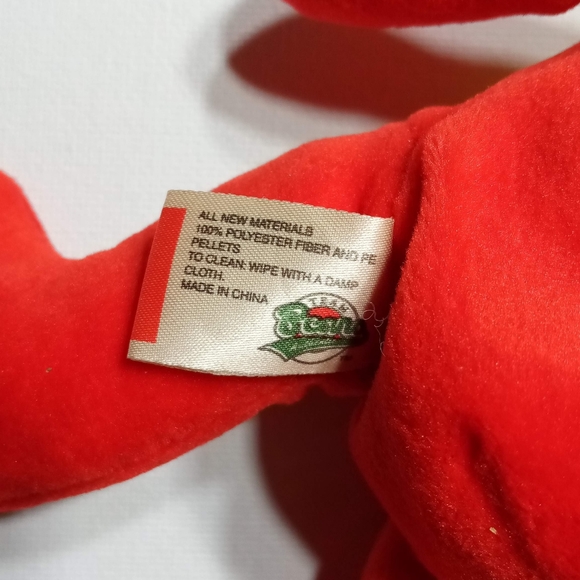 ALL NEW MATERIALS
100% POLYESTER FIBER AND PE
PELLETS
TO CLEAN: WIPE WITH A DAMP
CLOTH.
MADE IN CHINA
TEAM
Beans